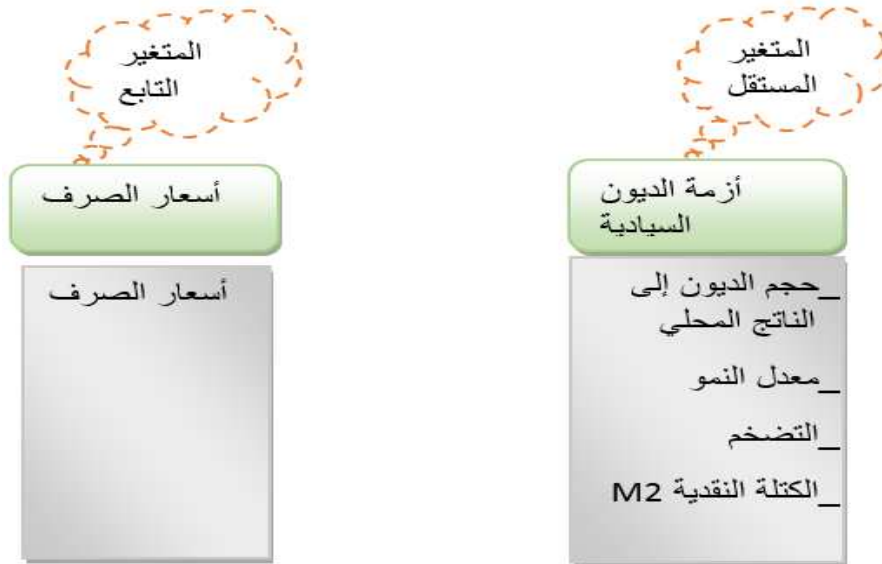 المتغير
المستقل
أزمة الديون
السيادية
_حجم الديون إلى
الناتج المحلي
_معدل النمو
_التضخم
_الكتلة النقدية M2
المتغير
التابع
أسعار الصرف
أسعار الصرف